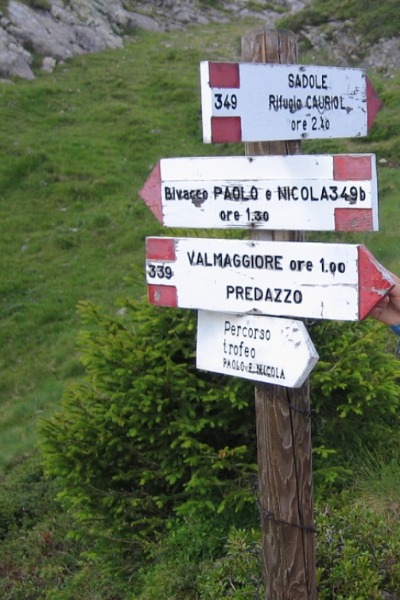 SADOLE
349 Rifugio CAURIOL
ore 2.40
Bivacco PAOLO e NICOLA 349b
ore 1.30
VALMAGGIORE ore 1.00
339
PREDAZZO
Percorso
trofeo
PAOLO E NICOLA